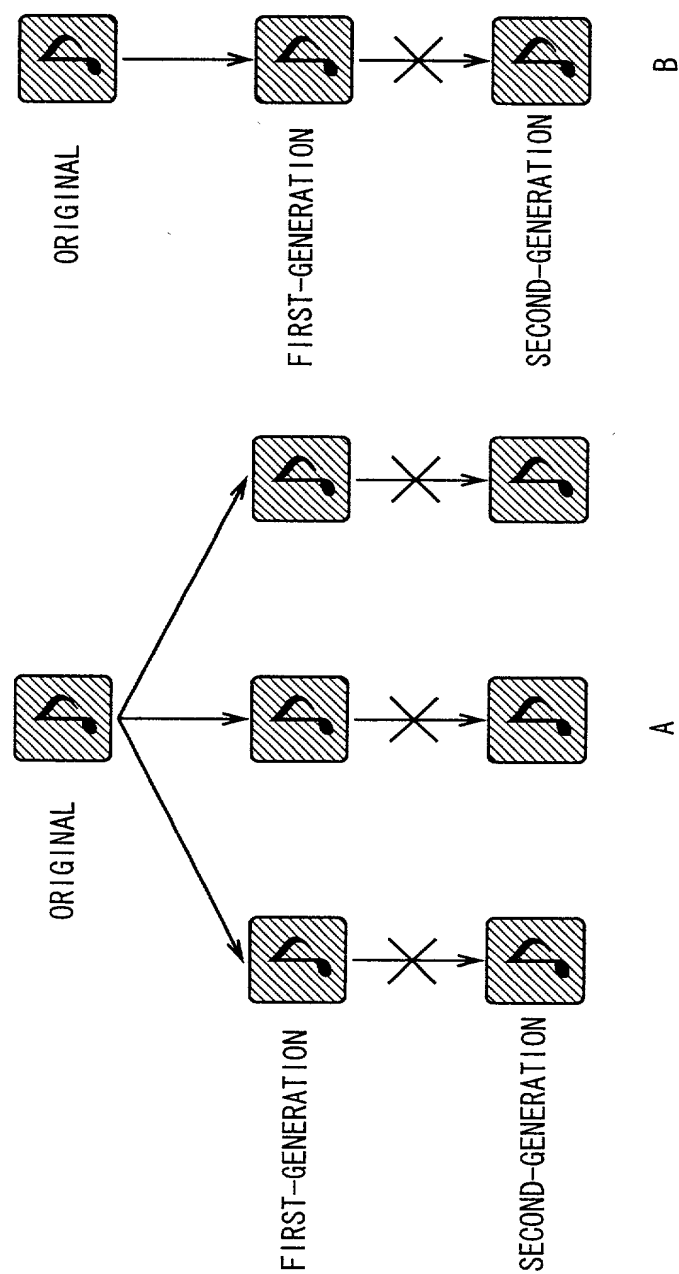 ORIGINAL
FIRST-GENERATION
SECOND-GENERATION
A
ORIGINAL
FIRST-GENERATION
SECOND-GENERATION
B